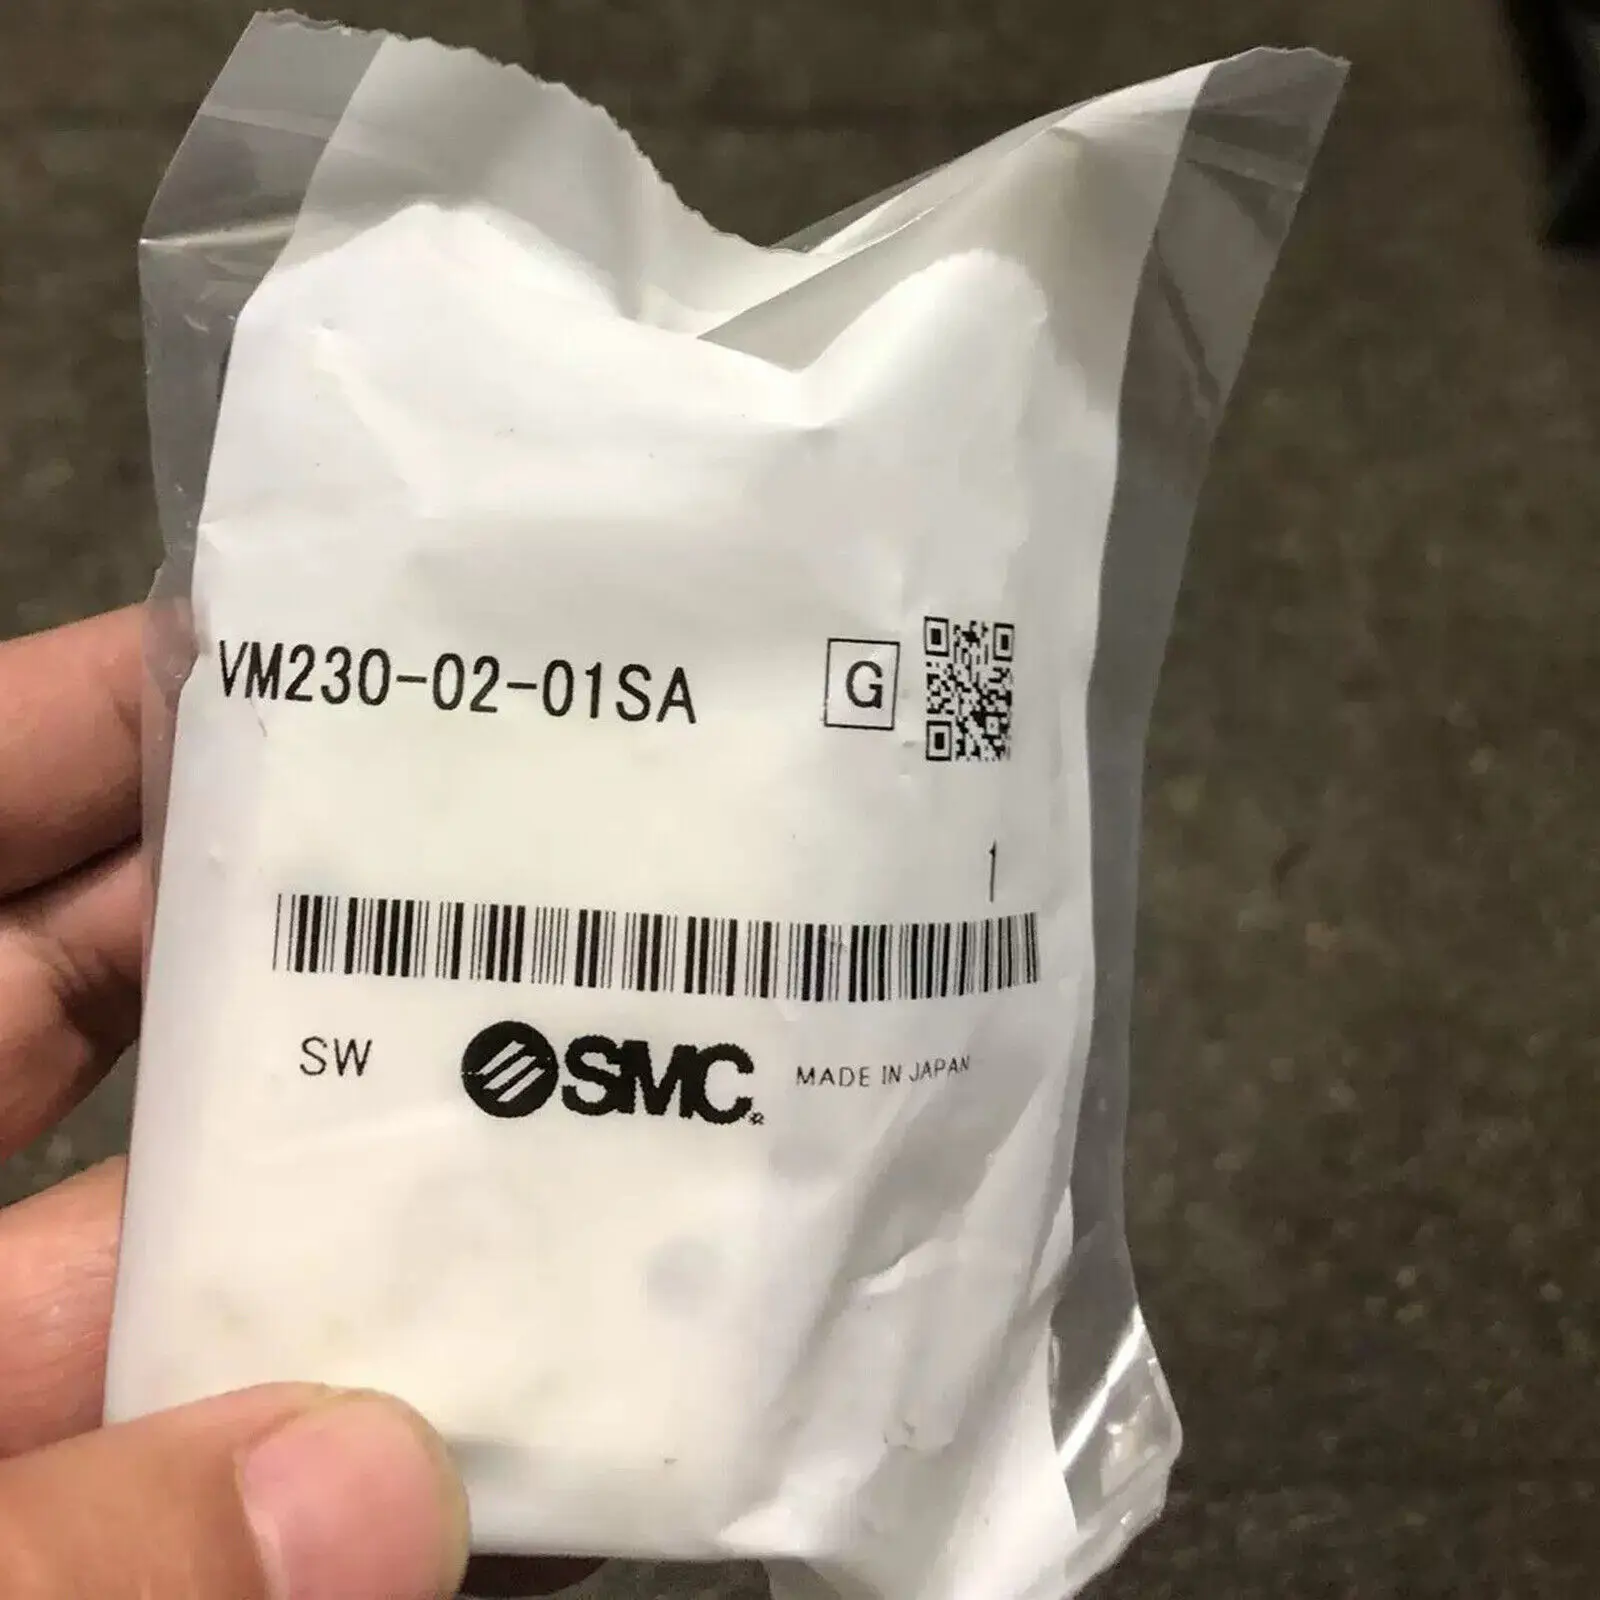 VM230-02-01SA G
1
SW SMC® MADE IN JAPAN